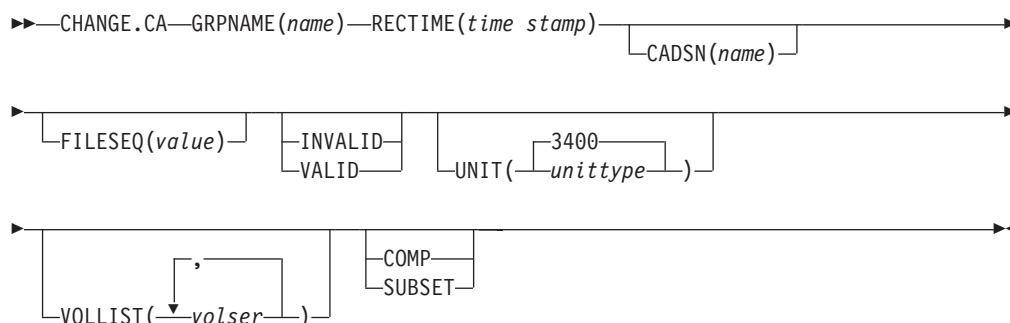 CHANGE.CA GRPNAME(name) RECTIME(time stamp)
CADSN(name)
FILESEQ(value)
INVALID
VALID
3400
UNIT( unittype )
,
VOLLIST( volser )
COMP
SUBSET